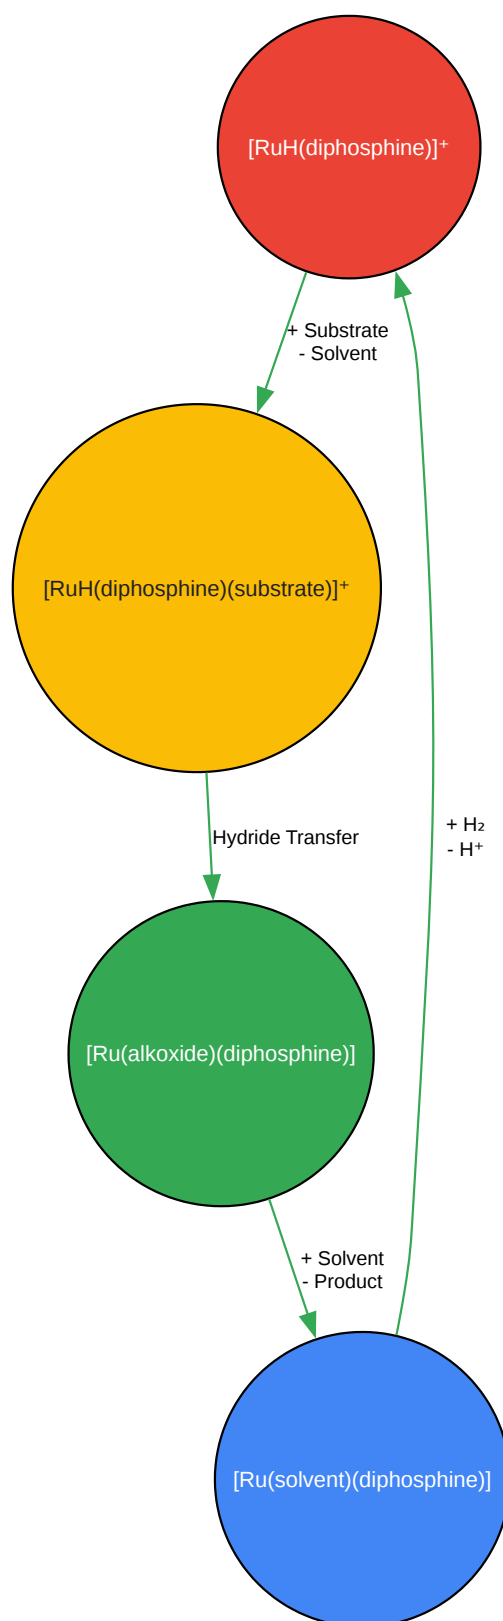 [RuH(diphosphine)]⁺
+ Substrate
- Solvent
[RuH(diphosphine)(substrate)]⁺
Hydride Transfer
+ H₂
- H⁺
[Ru(alkoxide)(diphosphine)]
+ Solvent
- Product
[Ru(solvent)(diphosphine)]